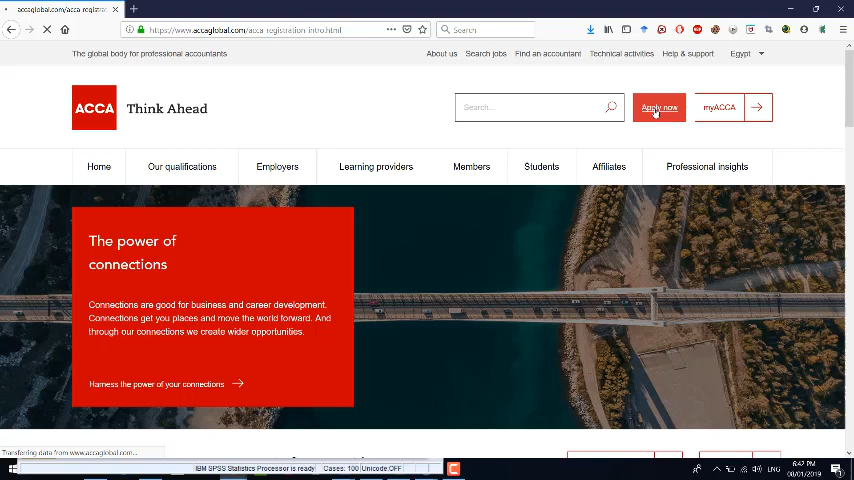 accaglobal.com/acca-registra
https://www.accaglobal.com/acca-registration-intro.html
Search
The global body for professional accountants
About us
Search jobs
Find an accountant
Technical activities
Help & support
Egypt
ACCA
Think Ahead
Search...
Apply now
myACCA
Home
Our qualifications
Employers
Learning providers
Members
Students
Affiliates
Professional insights
The power of
connections
Connections are good for business and career development.
Connections get you places and move the world forward. And
through our connections we create wider opportunities.
Harness the power of your connections
Transferring data from www.accaglobal.com...
IBM SPSS Statistics Processor is ready
Cases: 100
Unicode:OFF
ENG
6:42 PM
08/01/2019